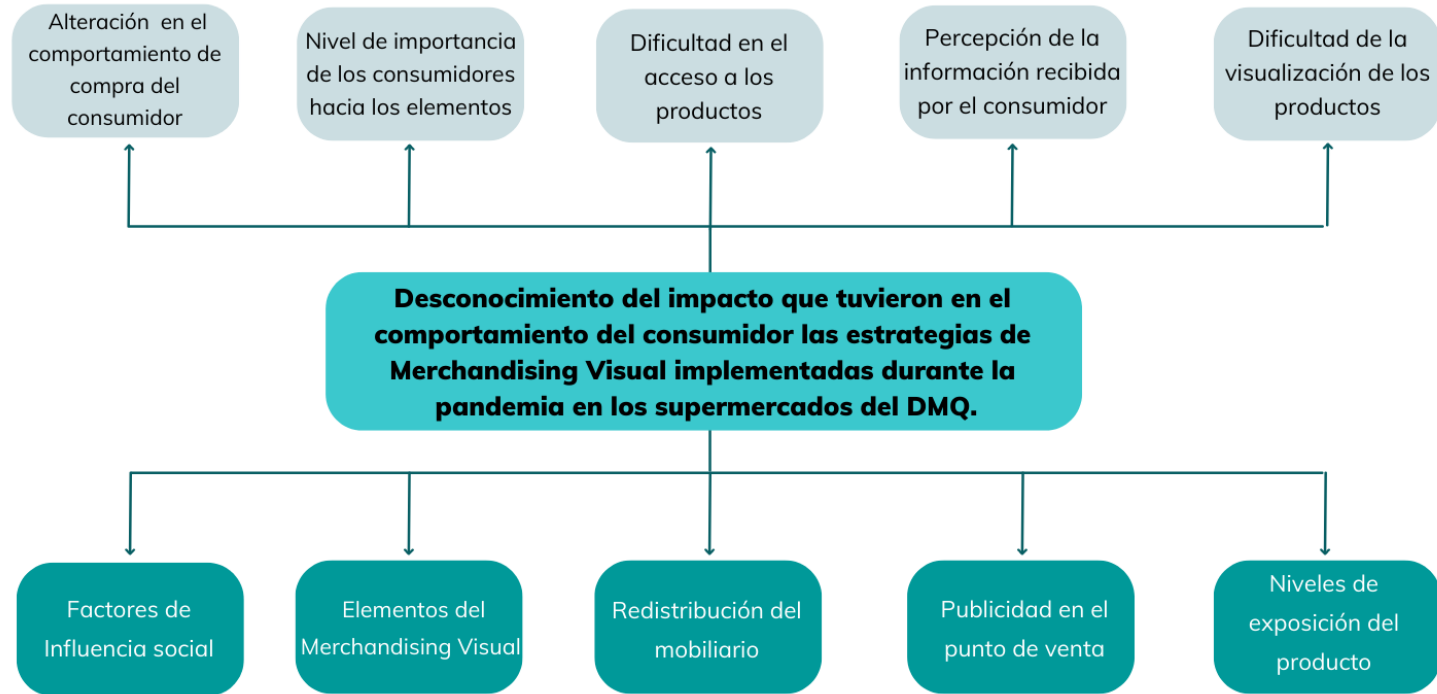 Alteración en el
comportamiento de
compra del
consumidor
Nivel de importancia
de los consumidores
hacia los elementos
Dificultad en el
acceso a los
productos
Percepción de la
información recibida
por el consumidor
Dificultad de la
visualización de los
productos
Desconocimiento del impacto que tuvieron en el
comportamiento del consumidor las estrategias de
Merchandising Visual implementadas durante la
pandemia en los supermercados del DMQ.
Factores de
Influencia social
Elementos del
Merchandising Visual
Redistribución del
mobiliario
Publicidad en el
punto de venta
Niveles de
exposición del
producto